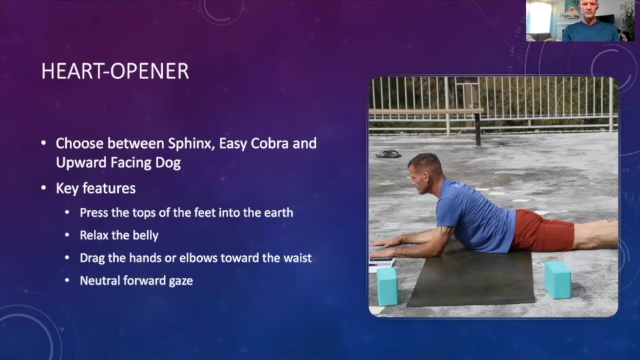 HEART-OPENER
• Choose between Sphinx, Easy Cobra and
Upward Facing Dog
• Key features
• Press the tops of the feet into the earth
• Relax the belly
• Drag the hands or elbows toward the waist
• Neutral forward gaze